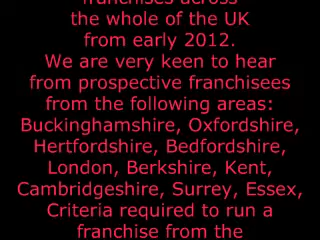 franchises across
the whole of the UK
from early 2012.
We are very keen to hear
from prospective franchisees
from the following areas:
Buckinghamshire, Oxfordshire,
Hertfordshire, Bedfordshire,
London, Berkshire, Kent,
Cambridgeshire, Surrey, Essex,
Criteria required to run a
franchise from the